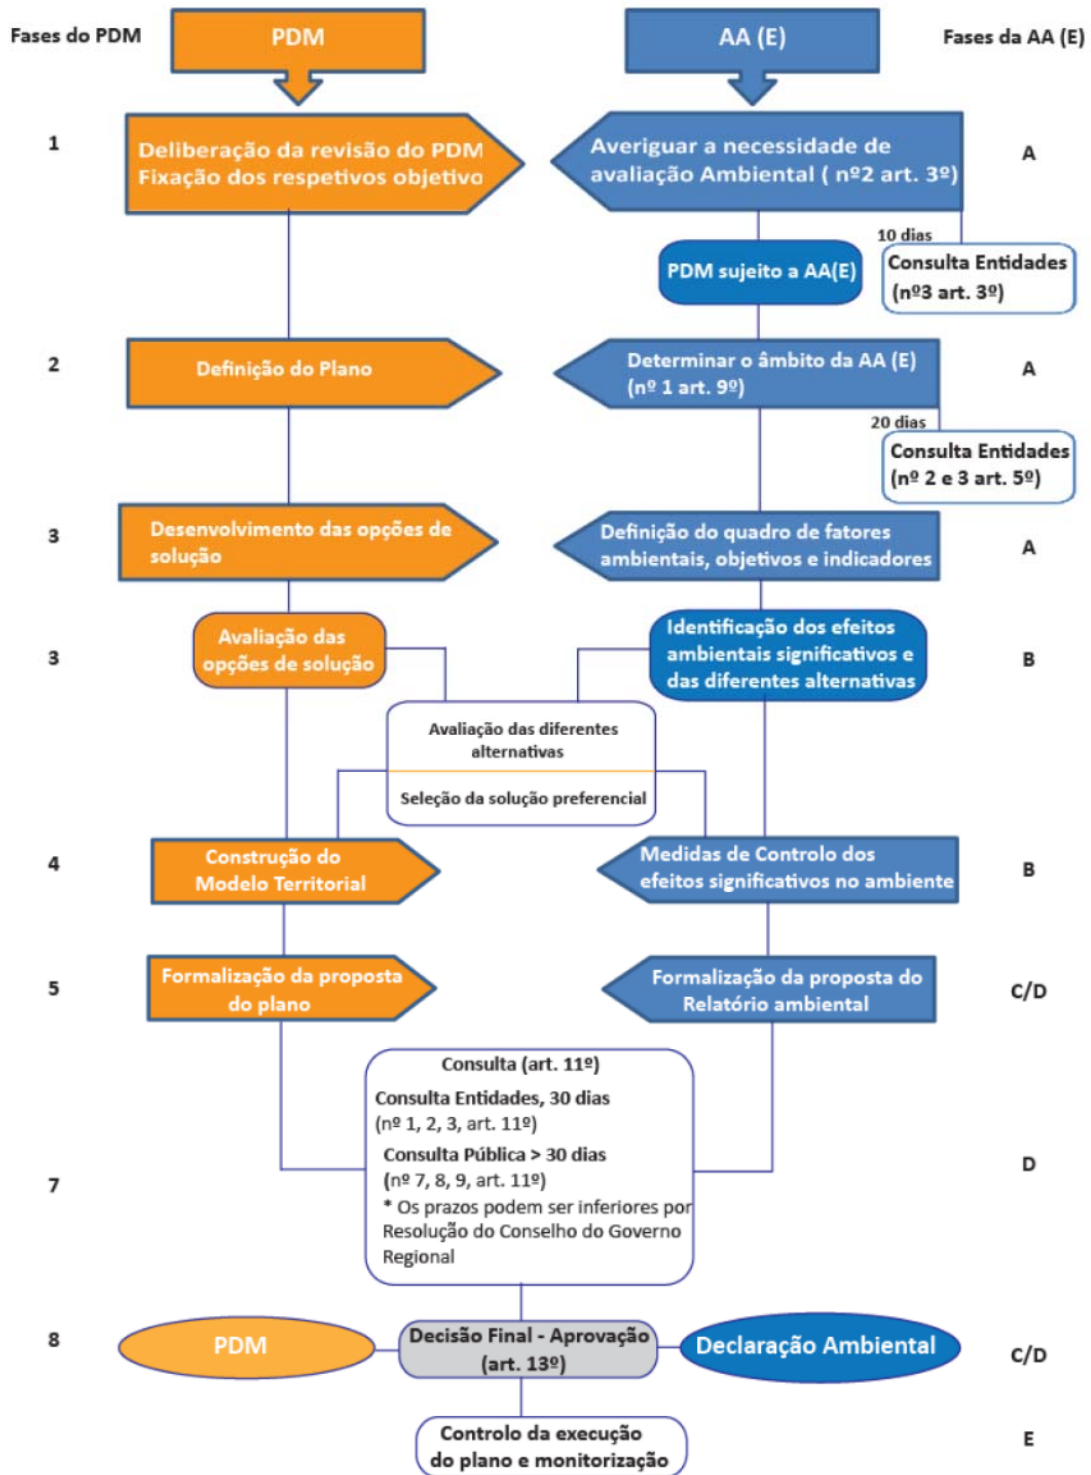 Fases do PDM
PDM
AA (E)
Fases da AA (E)
1
Deliberação da revisão do PDM
Fixação dos respetivos objetivo
Averiguar a necessidade de
avaliação Ambiental ( nº2 art. 3º)
A
10 dias
PDM sujeito a AA(E)
Consulta Entidades
(nº3 art. 3º)
2
Definição do Plano
Determinar o âmbito da AA (E)
(nº 1 art. 9º)
A
20 dias
Consulta Entidades
(nº 2 e 3 art. 5º)
3
Desenvolvimento das opções de
solução
Definição do quadro de fatores
ambientais, objetivos e indicadores
A
3
Avaliação das
opções de solução
Identificação dos efeitos
ambientais significativos e
das diferentes alternativas
B
Avaliação das diferentes
alternativas
Seleção da solução preferencial
4
Construção do
Modelo Territorial
Medidas de Controlo dos
efeitos significativos no ambiente
B
5
Formalização da proposta
do plano
Formalização da proposta do
Relatório ambiental
C/D
Consulta (art. 11º)
Consulta Entidades, 30 dias
(nº 1, 2, 3, art. 11º)
Consulta Pública > 30 dias
(nº 7, 8, 9, art. 11º)
* Os prazos podem ser inferiores por
Resolução do Conselho do Governo
Regional
7
D
8
PDM
Decisão Final - Aprovação
(art. 13º)
Declaração Ambiental
C/D
Controlo da execução
do plano e monitorização
E